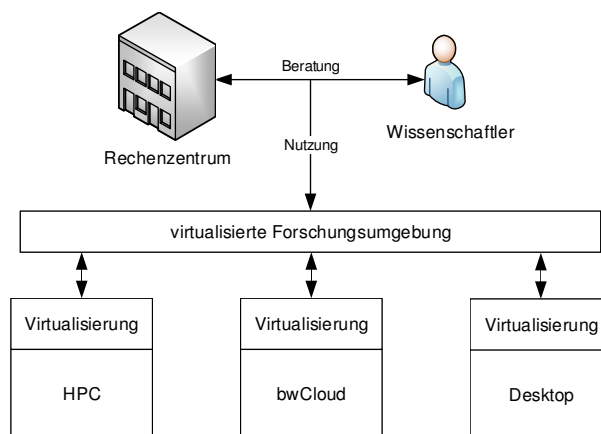 Beratung
Rechenzentrum
Wissenschaftler
Nutzung
virtualisierte Forschungsumgebung
Virtualisierung
HPC
Virtualisierung
bwCloud
Virtualisierung
Desktop